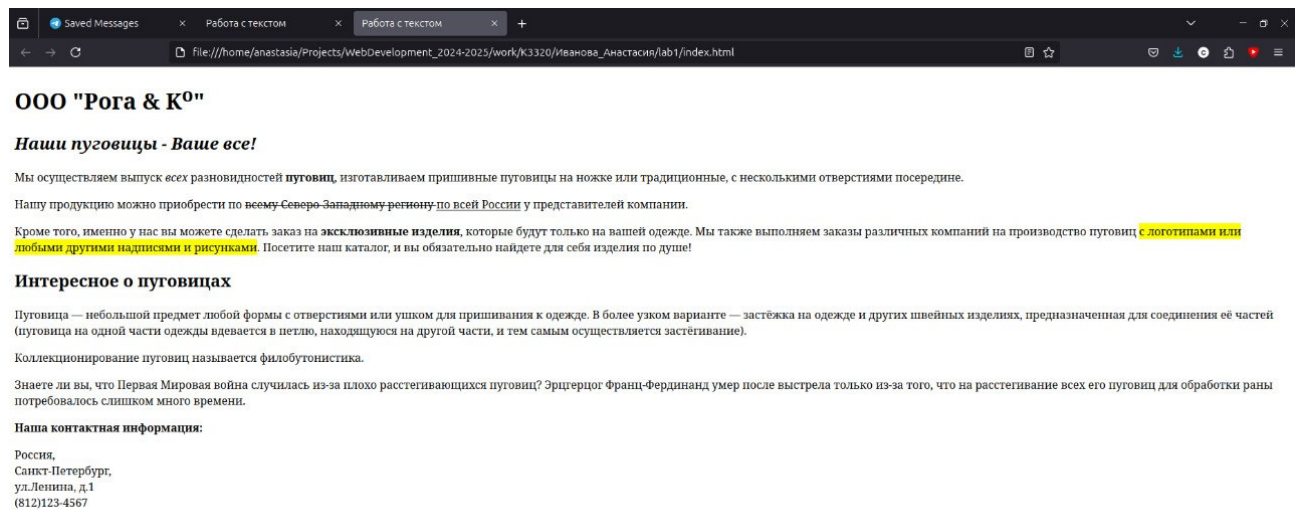 Saved Messages
Работа с текстом
Работа с текстом
file:///home/anastasia/Projects/WebDevelopment_2024-2025/work/K3320/Иванова_Анастасия/lab1/index.html
ООО "Рога & К⁰"
Наши пуговицы - Ваше все!
Мы осуществляем выпуск всех разновидностей пуговиц, изготавливаем пришивные пуговицы на ножке или традиционные, с несколькими отверстиями посередине.
Нашу продукцию можно приобрести по всему Северо Западному региону по всей России у представителей компании.
Кроме того, именно у нас вы можете сделать заказ на эксклюзивные изделия, которые будут только на вашей одежде. Мы также выполняем заказы различных компаний на производство пуговиц с логотипами или
любыми другими надписями и рисунками. Посетите наш каталог, и вы обязательно найдете для себя изделия по душе!
Интересное о пуговицах
Пуговица — небольшой предмет любой формы с отверстиями или ушком для пришивания к одежде. В более узком варианте — застёжка на одежде и других швейных изделиях, предназначенная для соединения её частей
(пуговица на одной части одежды вдевается в петлю, находящуюся на другой части, и тем самым осуществляется застёгивание).
Коллекционирование пуговиц называется филобутонистика.
Знаете ли вы, что Первая Мировая война случилась из-за плохо расстегивающихся пуговиц? Эрцгерцог Франц-Фердинанд умер после выстрела только из-за того, что на расстегивание всех его пуговиц для обработки раны
потребовалось слишком много времени.
Наша контактная информация:
Россия,
Санкт-Петербург,
ул.Ленина, д.1
(812)123-4567